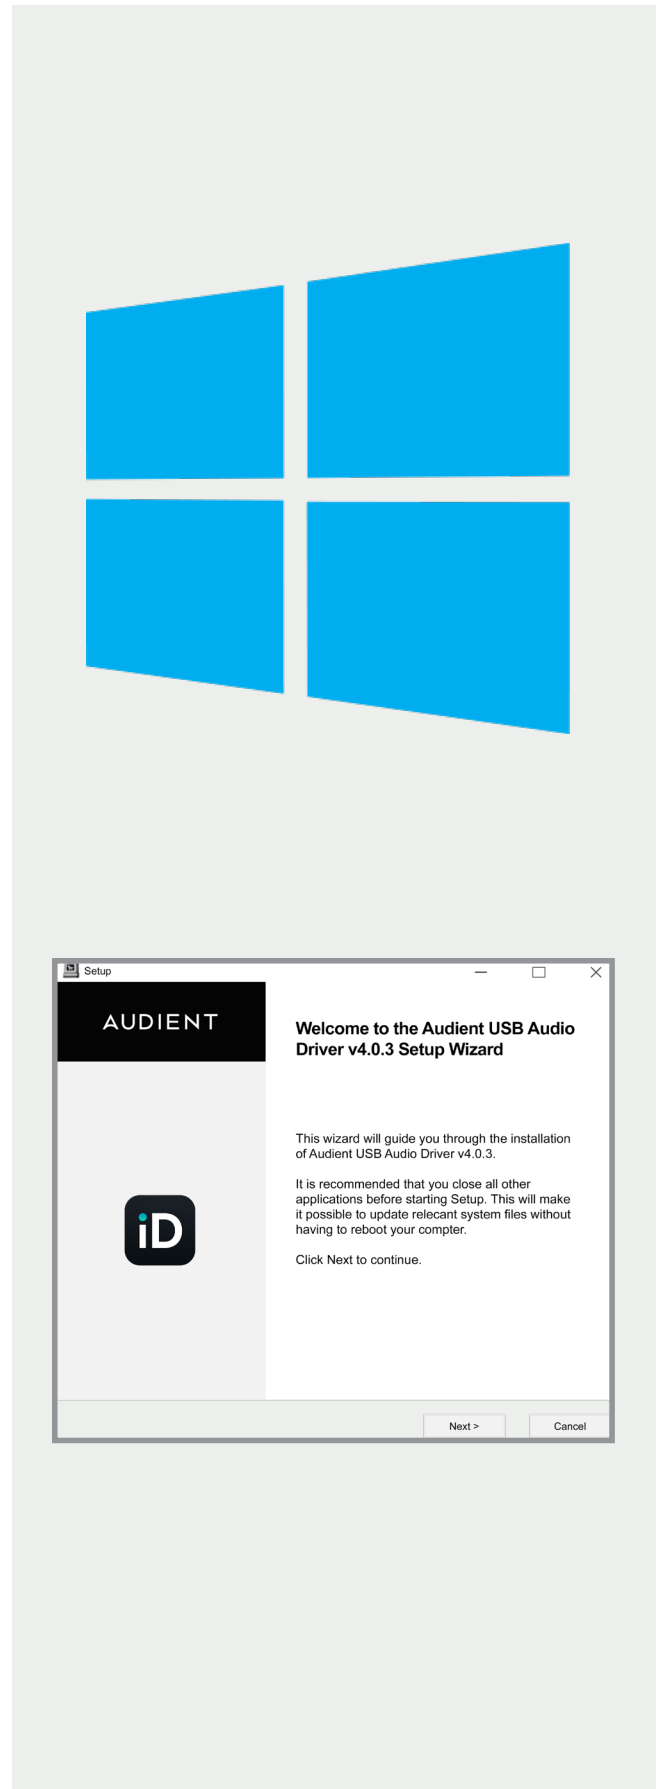 Setup
AUDIENT
Welcome to the Audient USB Audio
Driver v4.0.3 Setup Wizard
This wizard will guide you through the installation
of Audient USB Audio Driver v4.0.3.
It is recommended that you close all other
applications before starting Setup. This will make
it possible to update relecant system files without
having to reboot your compter.
Click Next to continue.
iD
Next >
Cancel